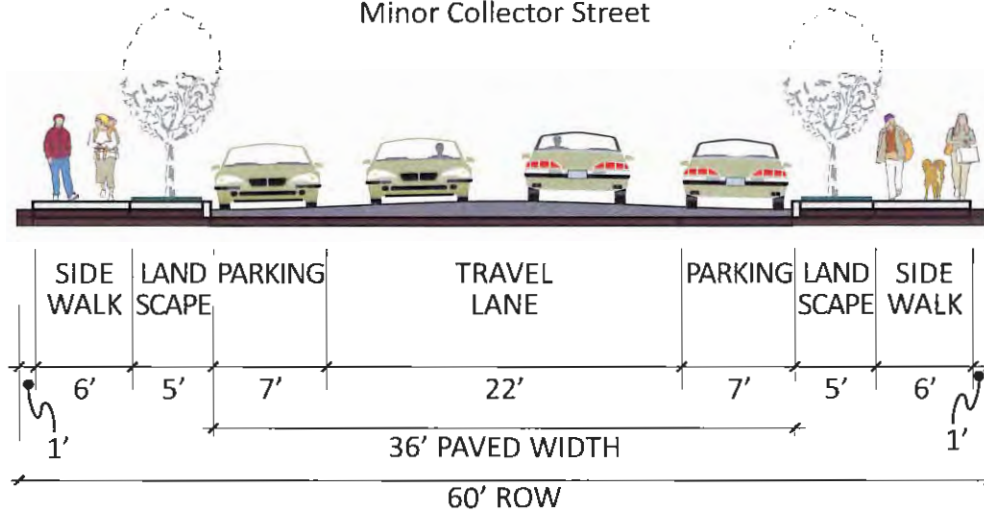 Minor Collector Street
SIDE LAND PARKING TRAVEL PARKING LAND SIDE
WALK SCAPE LANE SCAPE WALK
6' 5' 7' 22' 7' 5' 6'
1' 36' PAVED WIDTH 1'
60' ROW